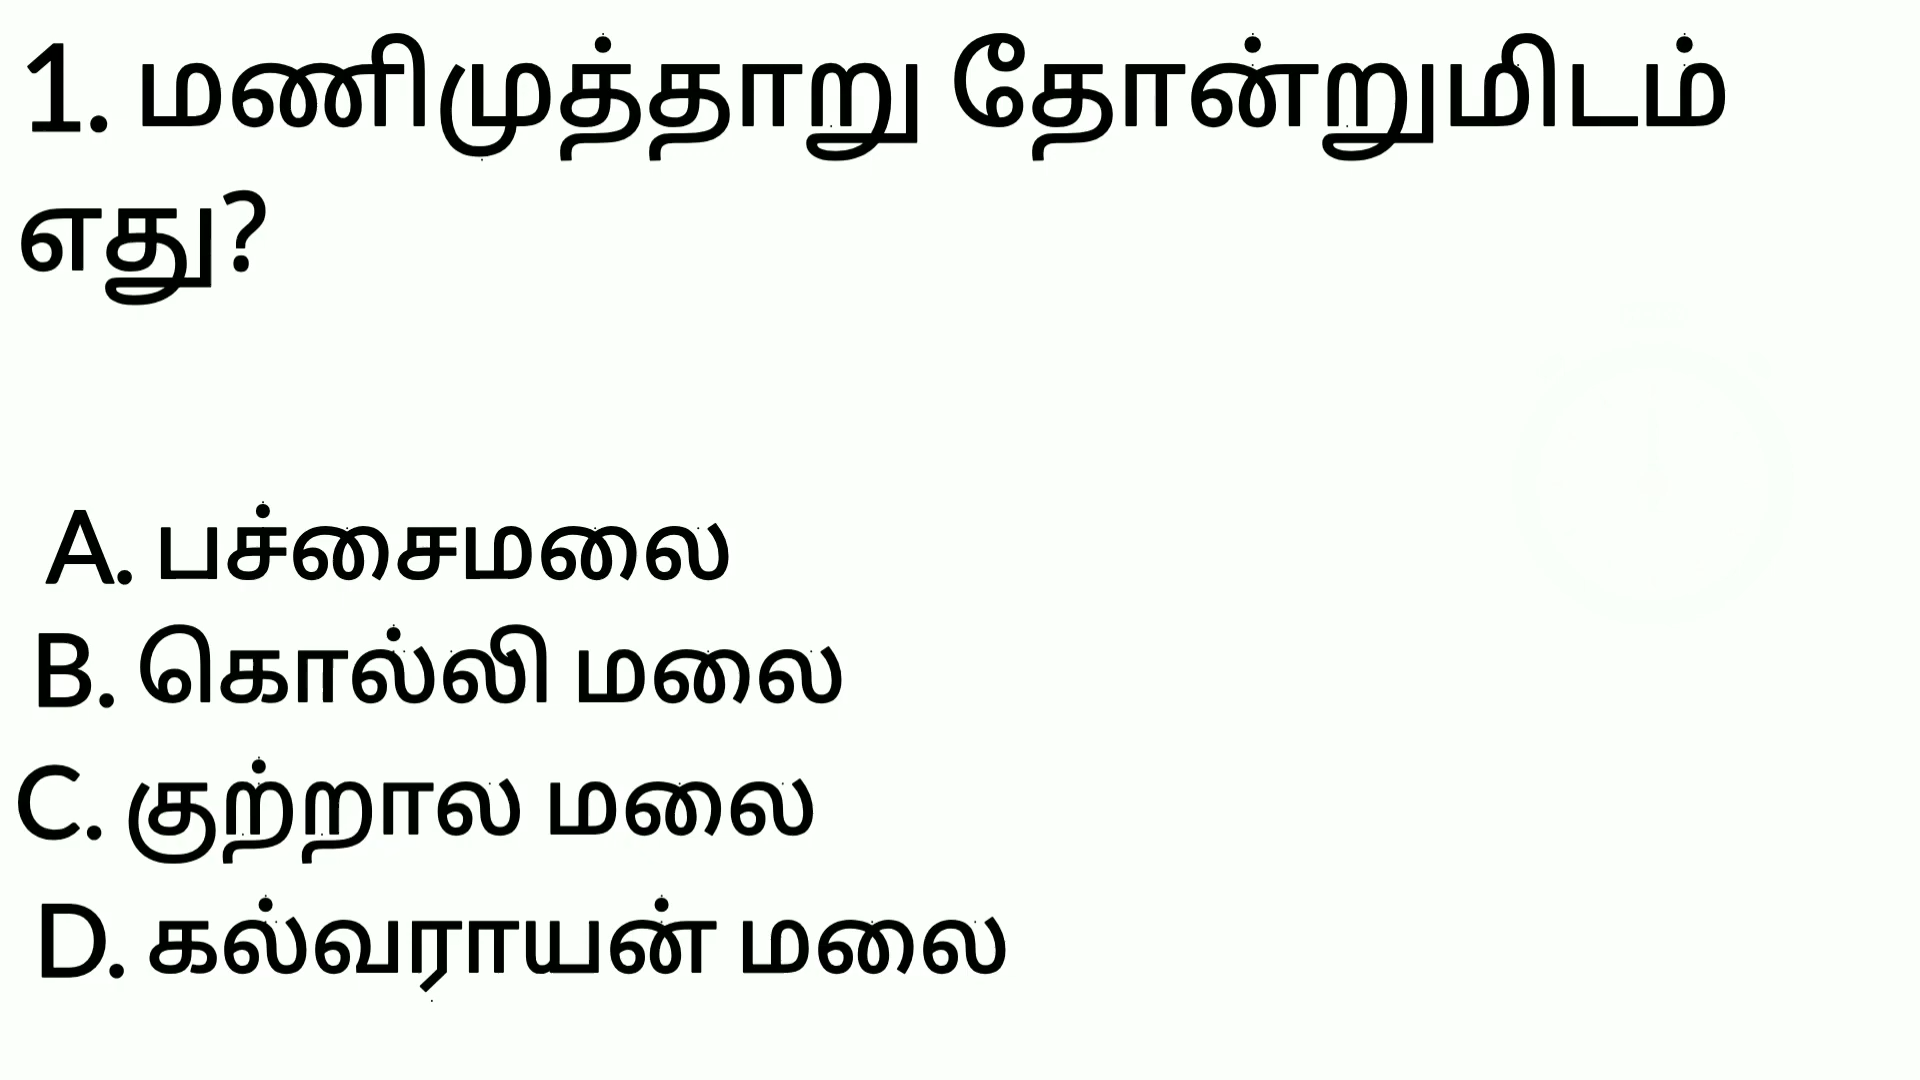 1. மணிமுத்தாறு தோன்றுமிடம்
எது?
A. பச்சைமலை
B. கொல்லி மலை
C. குற்றால மலை
D. கல்வராயன் மலை